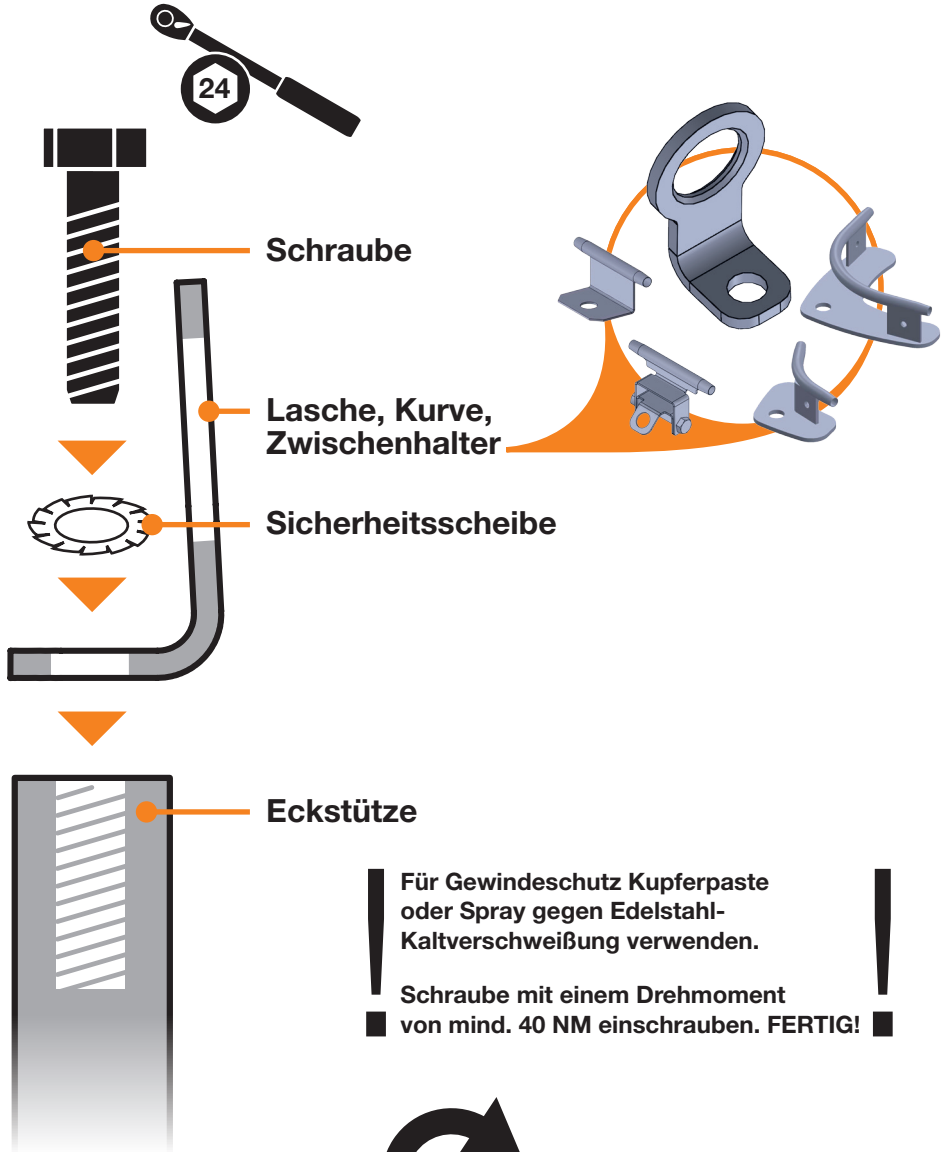 24
Schraube
Lasche, Kurve,
Zwischenhalter
Sicherheitsscheibe
Eckstütze
Für Gewindeschutz Kupferpaste
oder Spray gegen Edelstahl-
Kaltverschweißung verwenden.
Schraube mit einem Drehmoment
von mind. 40 NM einschrauben. FERTIG!